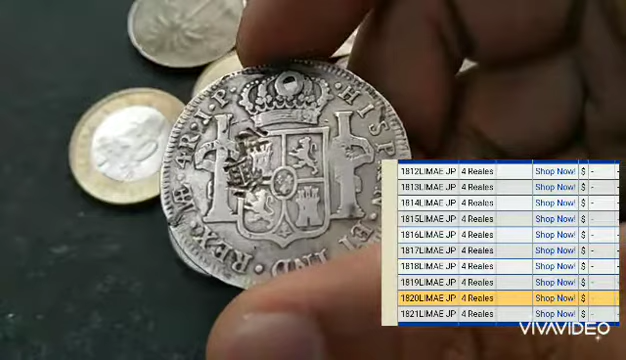 · HISPAN · ET IND · REX · MÆ · 4R · J · P ·
1812LIMAE JP 4 Reales Shop Now! $ -
1813LIMAE JP 4 Reales Shop Now! $ -
1814LIMAE JP 4 Reales Shop Now! $ -
1815LIMAE JP 4 Reales Shop Now! $ -
1816LIMAE JP 4 Reales Shop Now! $ -
1817LIMAE JP 4 Reales Shop Now! $ -
1818LIMAE JP 4 Reales Shop Now! $ -
1819LIMAE JP 4 Reales Shop Now! $ -
1820LIMAE JP 4 Reales Shop Now! $ -
1821LIMAE JP 4 Reales Shop Now! $ -
VIVAVIDEO